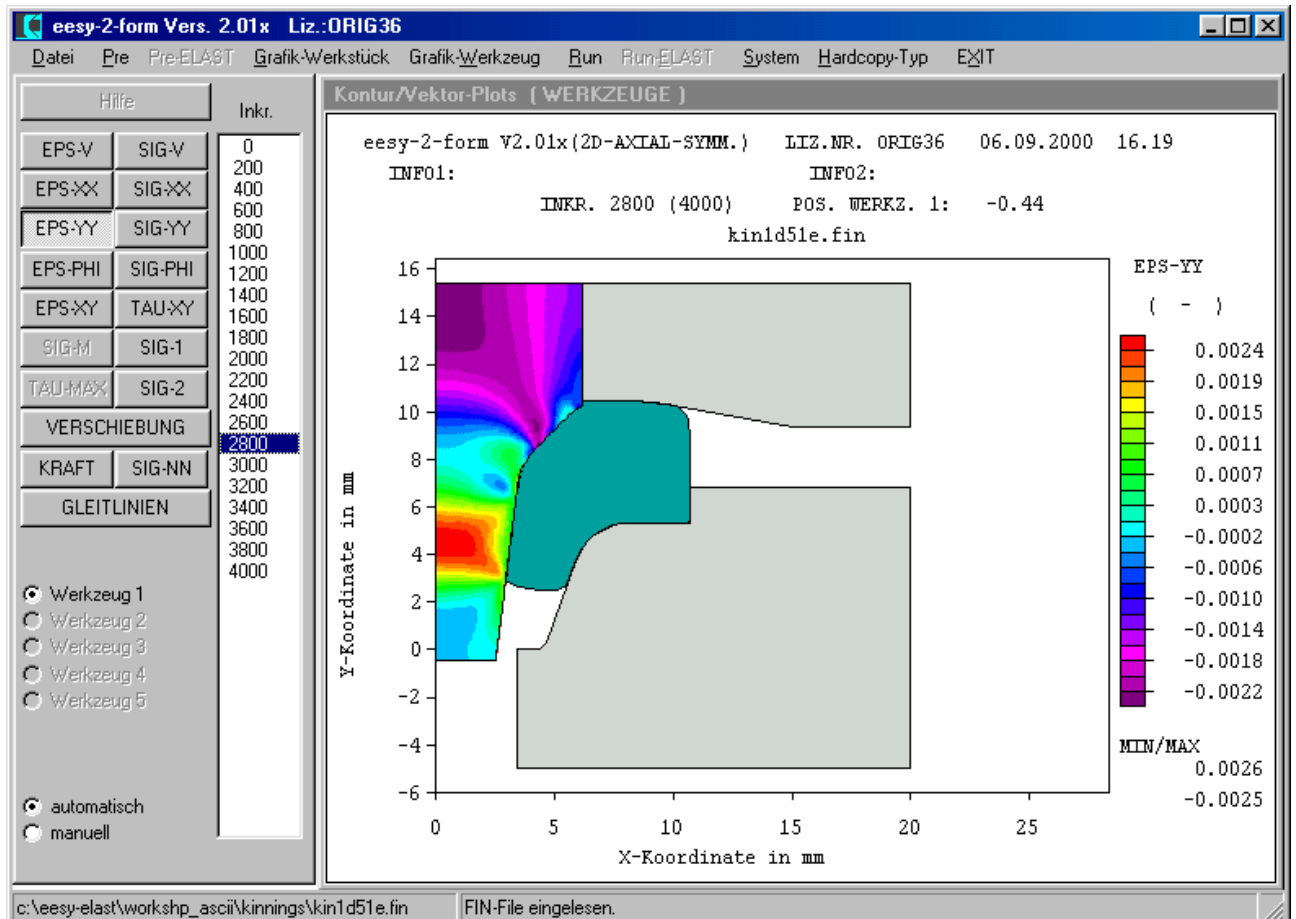 eesy-2-form Vers. 2.01x Liz.:ORIG36
Datei Pre Pre-ELAST Grafik-Werkstück Grafik-Werkzeug Run Run-ELAST System Hardcopy-Typ EXIT
Hilfe
Inkr.
EPS-V SIG-V
EPS-XX SIG-XX
EPS-YY SIG-YY
EPS-PHI SIG-PHI
EPS-XY TAU-XY
SIG-M SIG-1
TAU-MAX SIG-2
VERSCHIEBUNG
KRAFT SIG-NN
GLEITLINIEN
Werkzeug 1
Werkzeug 2
Werkzeug 3
Werkzeug 4
Werkzeug 5
automatisch
manuell
0
200
400
600
800
1000
1200
1400
1600
1800
2000
2200
2400
2600
2800
3000
3200
3400
3600
3800
4000
Kontur/Vektor-Plots ( WERKZEUGE )
eesy-2-form V2.01x(2D-AXIAL-SYMM.) LIZ.NR. ORIG36 06.09.2000 16.19
INFO1: INFO2:
INKR. 2800 (4000) POS. WERKZ. 1: -0.44
kin1d51e.fin
Y-Koordinate in mm
16
14
12
10
8
6
4
2
0
-2
-4
-6
0 5 10 15 20 25
X-Koordinate in mm
EPS-YY
( - )
0.0024
0.0019
0.0015
0.0011
0.0007
0.0003
-0.0002
-0.0006
-0.0010
-0.0014
-0.0018
-0.0022
MIN/MAX
0.0026
-0.0025
c:\eesy-elast\workshp_ascii\kinnings\kin1d51e.fin FIN-File eingelesen.